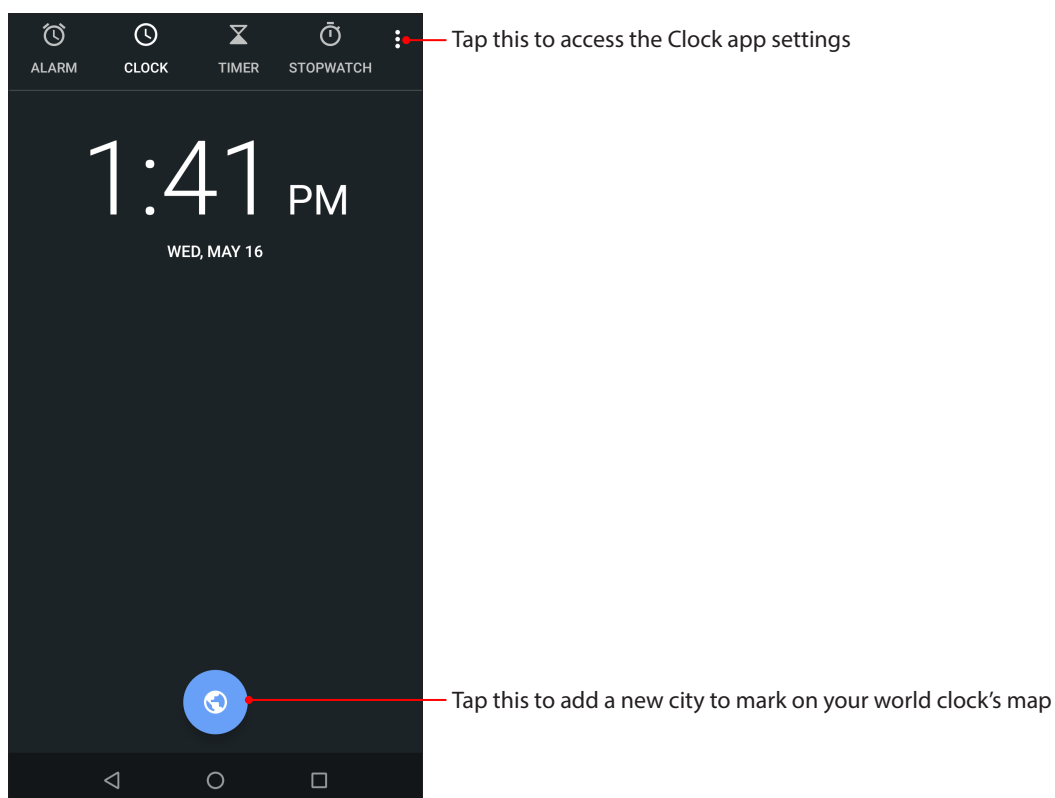 Tap this to access the Clock app settings
ALARM CLOCK TIMER STOPWATCH
1:41 PM
WED, MAY 16
Tap this to add a new city to mark on your world clock’s map